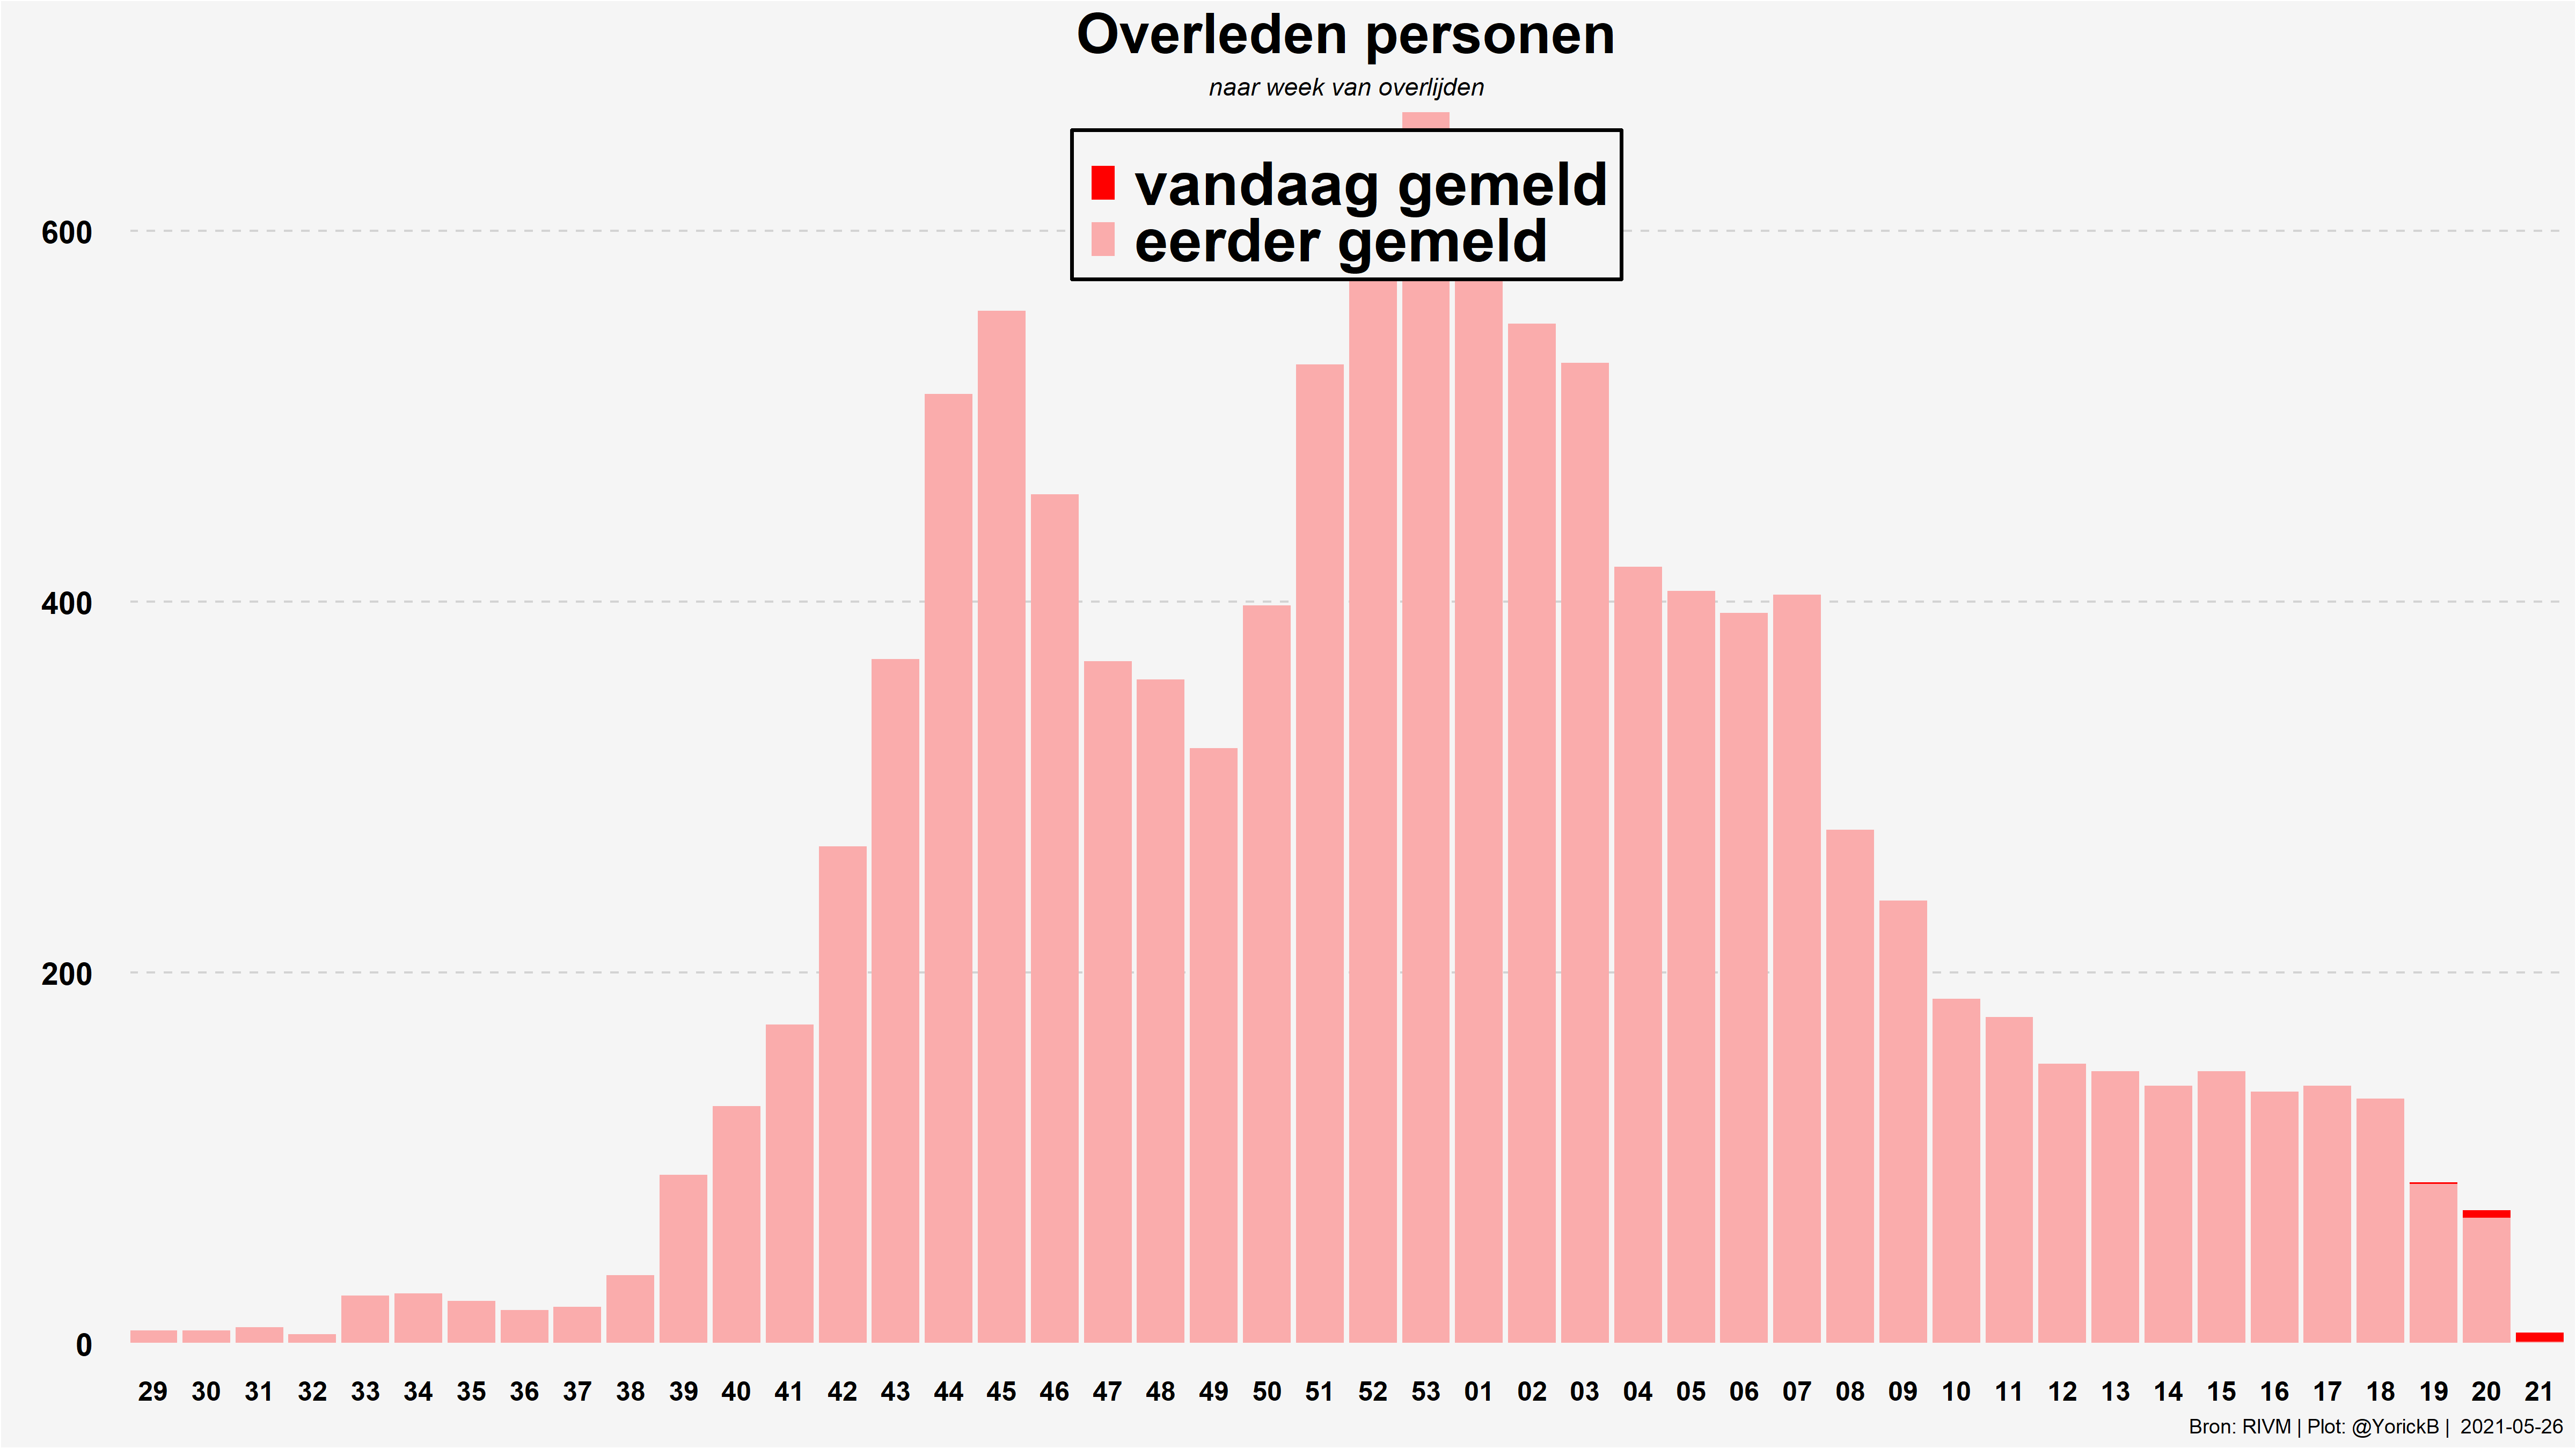 Overleden personen
naar week van overlijden
vandaag gemeld
eerder gemeld
600
400
200
0
29 30 31 32 33 34 35 36 37 38 39 40 41 42 43 44 45 46 47 48 49 50 51 52 53 01 02 03 04 05 06 07 08 09 10 11 12 13 14 15 16 17 18 19 20 21
Bron: RIVM | Plot: @YorickB | 2021-05-26